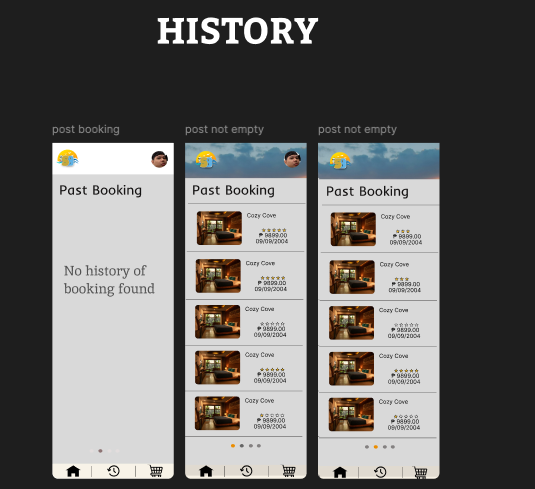 HISTORY
post booking
post not empty
post not empty
Past Booking
No history of
booking found
Past Booking
Cozy Cove
₱ 9899.00
09/09/2004
Cozy Cove
₱ 9899.00
09/09/2004
Cozy Cove
₱ 9899.00
09/09/2004
Cozy Cove
₱ 9899.00
09/09/2004
Cozy Cove
₱ 9899.00
09/09/2004
Past Booking
Cozy Cove
₱ 9899.00
09/09/2004
Cozy Cove
₱ 9899.00
09/09/2004
Cozy Cove
₱ 9899.00
09/09/2004
Cozy Cove
₱ 9899.00
09/09/2004
Cozy Cove
₱ 9899.00
09/09/2004